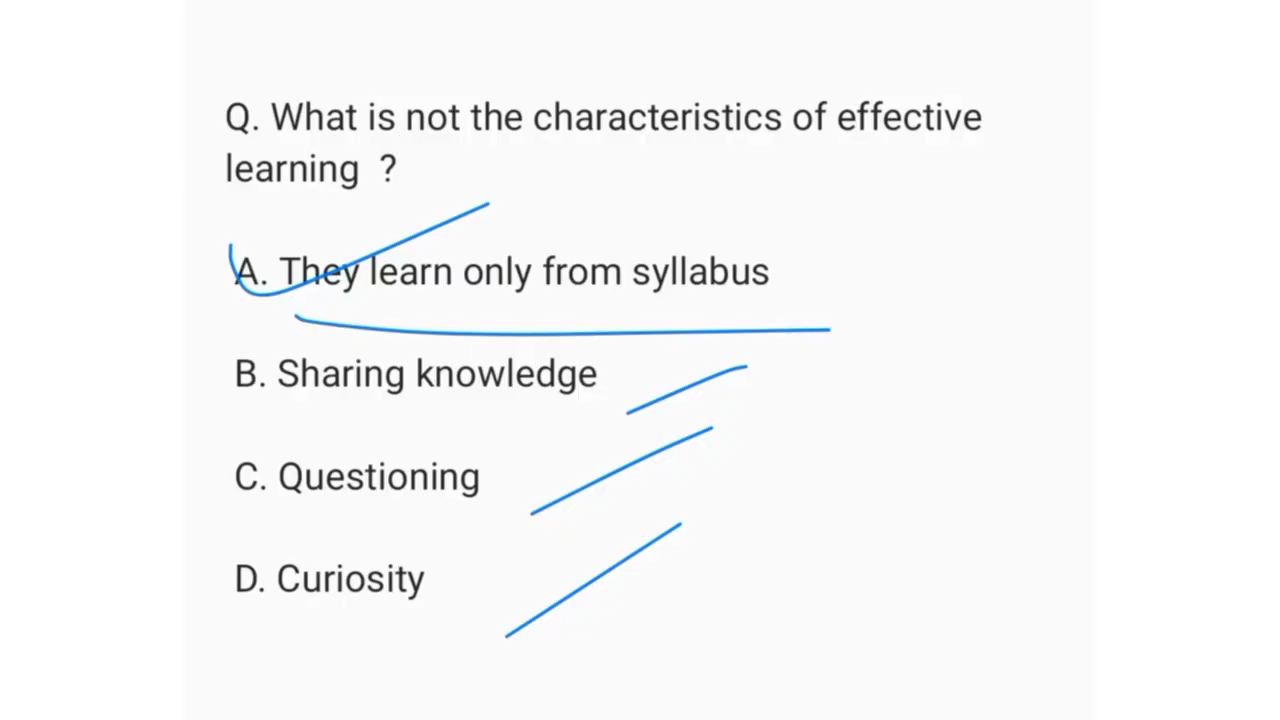 Q. What is not the characteristics of effective
learning ?
A. They learn only from syllabus
B. Sharing knowledge
C. Questioning
D. Curiosity